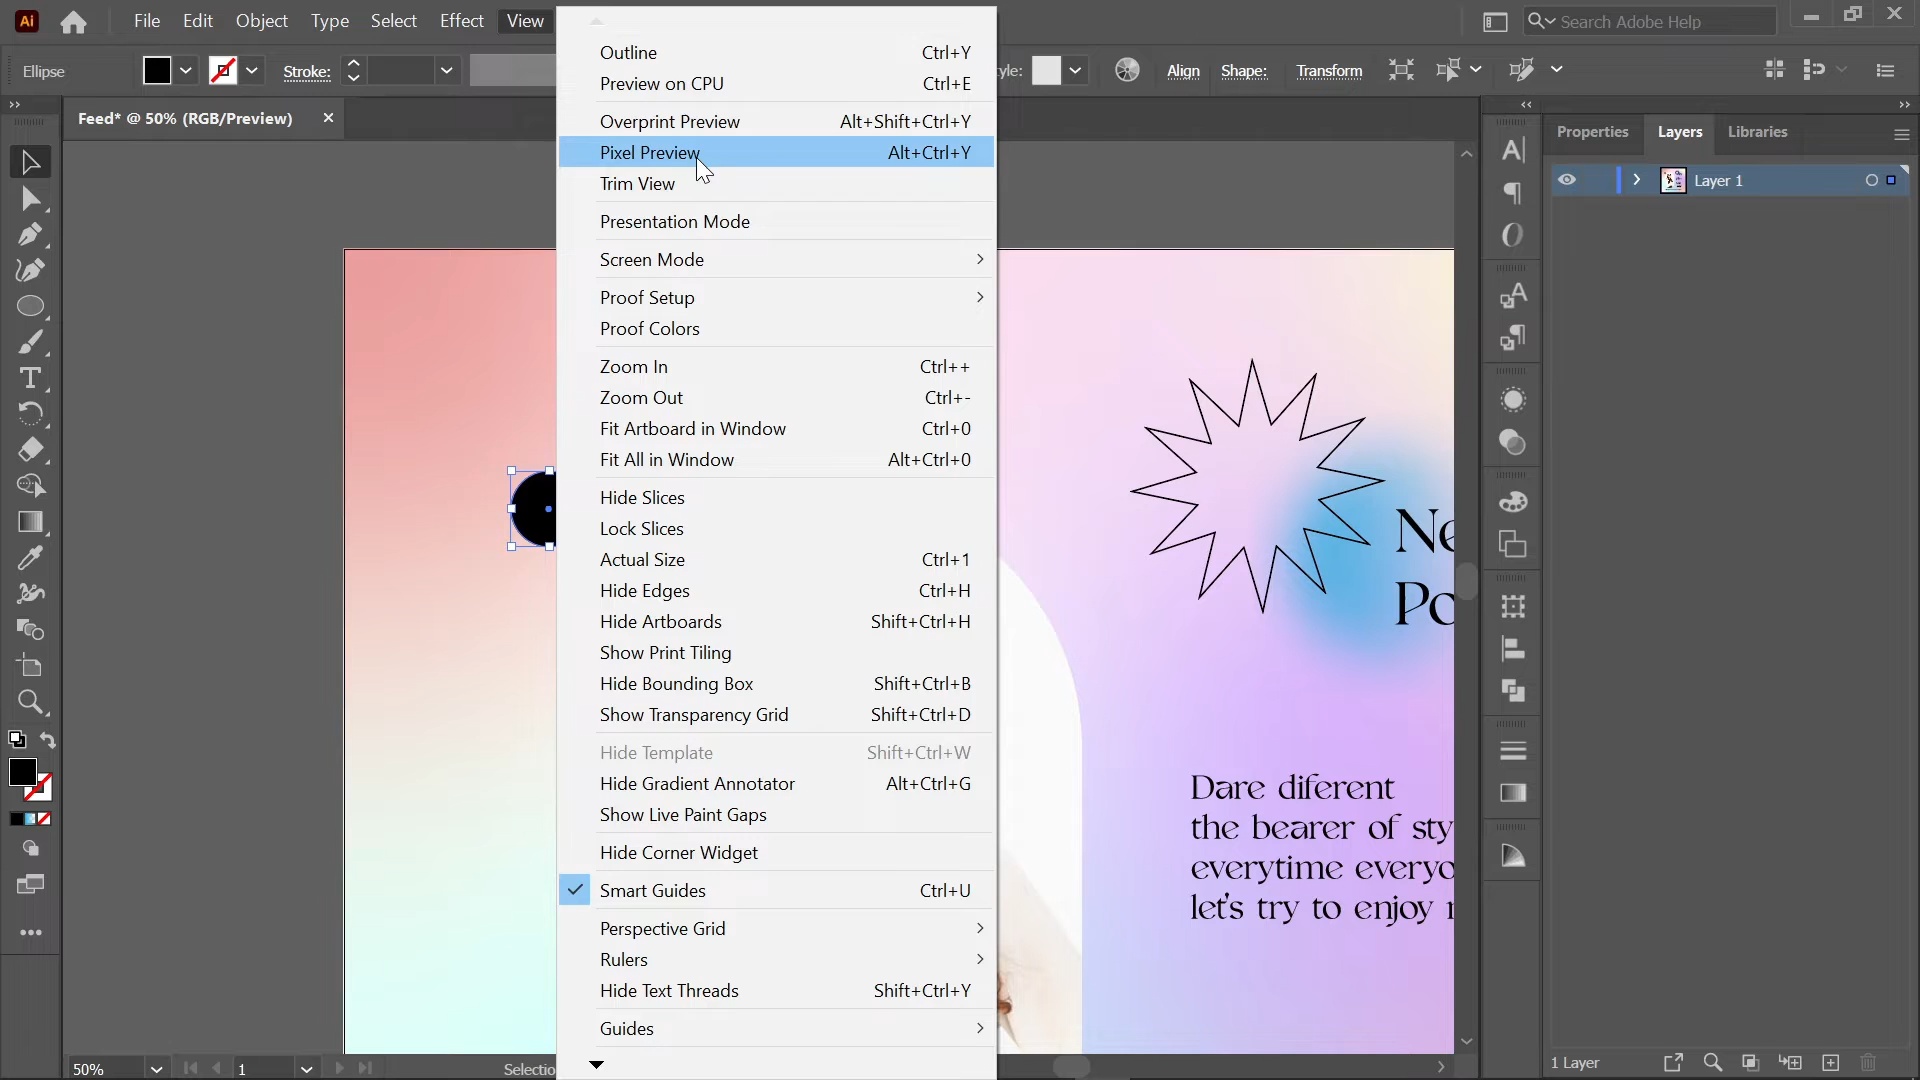 Ai File Edit Object Type Select Effect View Search Adobe Help
Ellipse Stroke: Align Shape: Transform
Feed* @ 50% (RGB/Preview) ×
Outline Ctrl+Y
Preview on CPU Ctrl+E
Overprint Preview Alt+Shift+Ctrl+Y
Pixel Preview Alt+Ctrl+Y
Trim View
Presentation Mode
Screen Mode
Proof Setup
Proof Colors
Zoom In Ctrl++
Zoom Out Ctrl+-
Fit Artboard in Window Ctrl+0
Fit All in Window Alt+Ctrl+0
Hide Slices
Lock Slices
Actual Size Ctrl+1
Hide Edges Ctrl+H
Hide Artboards Shift+Ctrl+H
Show Print Tiling
Hide Bounding Box Shift+Ctrl+B
Show Transparency Grid Shift+Ctrl+D
Hide Template Shift+Ctrl+W
Hide Gradient Annotator Alt+Ctrl+G
Show Live Paint Gaps
Hide Corner Widget
Smart Guides Ctrl+U
Perspective Grid
Rulers
Hide Text Threads Shift+Ctrl+Y
Guides
Dare diferent
the bearer of
everytime
let's try to enjoy
Properties Layers Libraries
Layer 1
50% 1
1 Layer